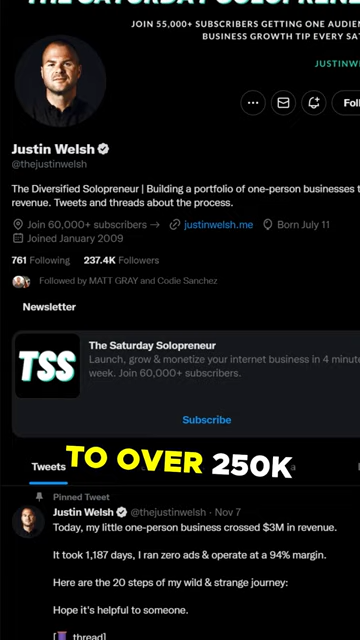 THE SATURDAY SOLOPRENE
JOIN 55,000+ SUBSCRIBERS GETTING ONE AUDIEN
BUSINESS GROWTH TIP EVERY SAT
JUSTINW
Fol
Justin Welsh
@thejustinwelsh
The Diversified Solopreneur | Building a portfolio of one-person businesses t
revenue. Tweets and threads about the process.
Join 60,000+ subscribers → justinwelsh.me Born July 11
Joined January 2009
761 Following 237.4K Followers
Followed by MATT GRAY and Codie Sanchez
Newsletter
TSS
The Saturday Solopreneur
Launch, grow & monetize your internet business in 4 minute
week. Join 60,000+ subscribers.
Subscribe
TO OVER 250K
Tweets
Pinned Tweet
Justin Welsh @thejustinwelsh · Nov 7
Today, my little one-person business crossed $3M in revenue.
It took 1,187 days, I ran zero ads & operate at a 94% margin.
Here are the 20 steps of my wild & strange journey:
Hope it's helpful to someone.
[🧵 thread]